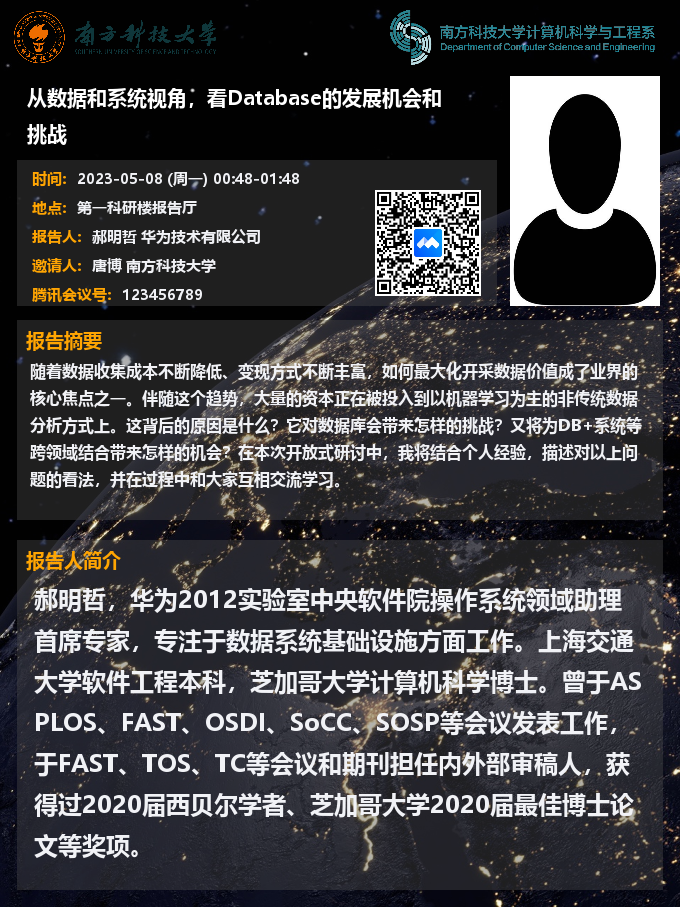 南方科技大学
SOUTHERN UNIVERSITY OF SCIENCE AND TECHNOLOGY
南方科技大学计算机科学与工程系
Department of Computer Science and Engineering
从数据和系统视角，看Database的发展机会和
挑战
时间：2023-05-08 (周一) 00:48-01:48
地点：第一科研楼报告厅
报告人：郝明哲 华为技术有限公司
邀请人：唐博 南方科技大学
腾讯会议号：123456789
报告摘要
随着数据收集成本不断降低、变现方式不断丰富，如何最大化开采数据价值成了业界的
核心焦点之一。伴随这个趋势，大量的资本正在被投入到以机器学习为主的非传统数据
分析方式上。这背后的原因是什么？它对数据库会带来怎样的挑战？又将为DB+系统等
跨领域结合带来怎样的机会？在本次开放式研讨中，我将结合个人经验，描述对以上问
题的看法，并在过程中和大家互相交流学习。
报告人简介
郝明哲，华为2012实验室中央软件院操作系统领域助理
首席专家，专注于数据系统基础设施方面工作。上海交通
大学软件工程本科，芝加哥大学计算机科学博士。曾于AS
PLOS、FAST、OSDI、SoCC、SOSP等会议发表工作，
于FAST、TOS、TC等会议和期刊担任内外部审稿人，获
得过2020届西贝尔学者、芝加哥大学2020届最佳博士论
文等奖项。